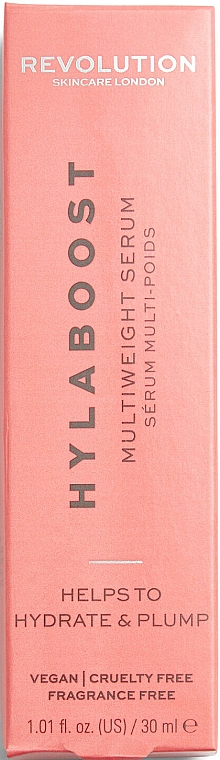 REVOLUTION
SKINCARE LONDON
HYLABOOST
MULTIWEIGHT SERUM
SÉRUM MULTI-POIDS
HELPS TO
HYDRATE & PLUMP
VEGAN | CRUELTY FREE
FRAGRANCE FREE
1.01 fl. oz. (US) / 30 ml ℮